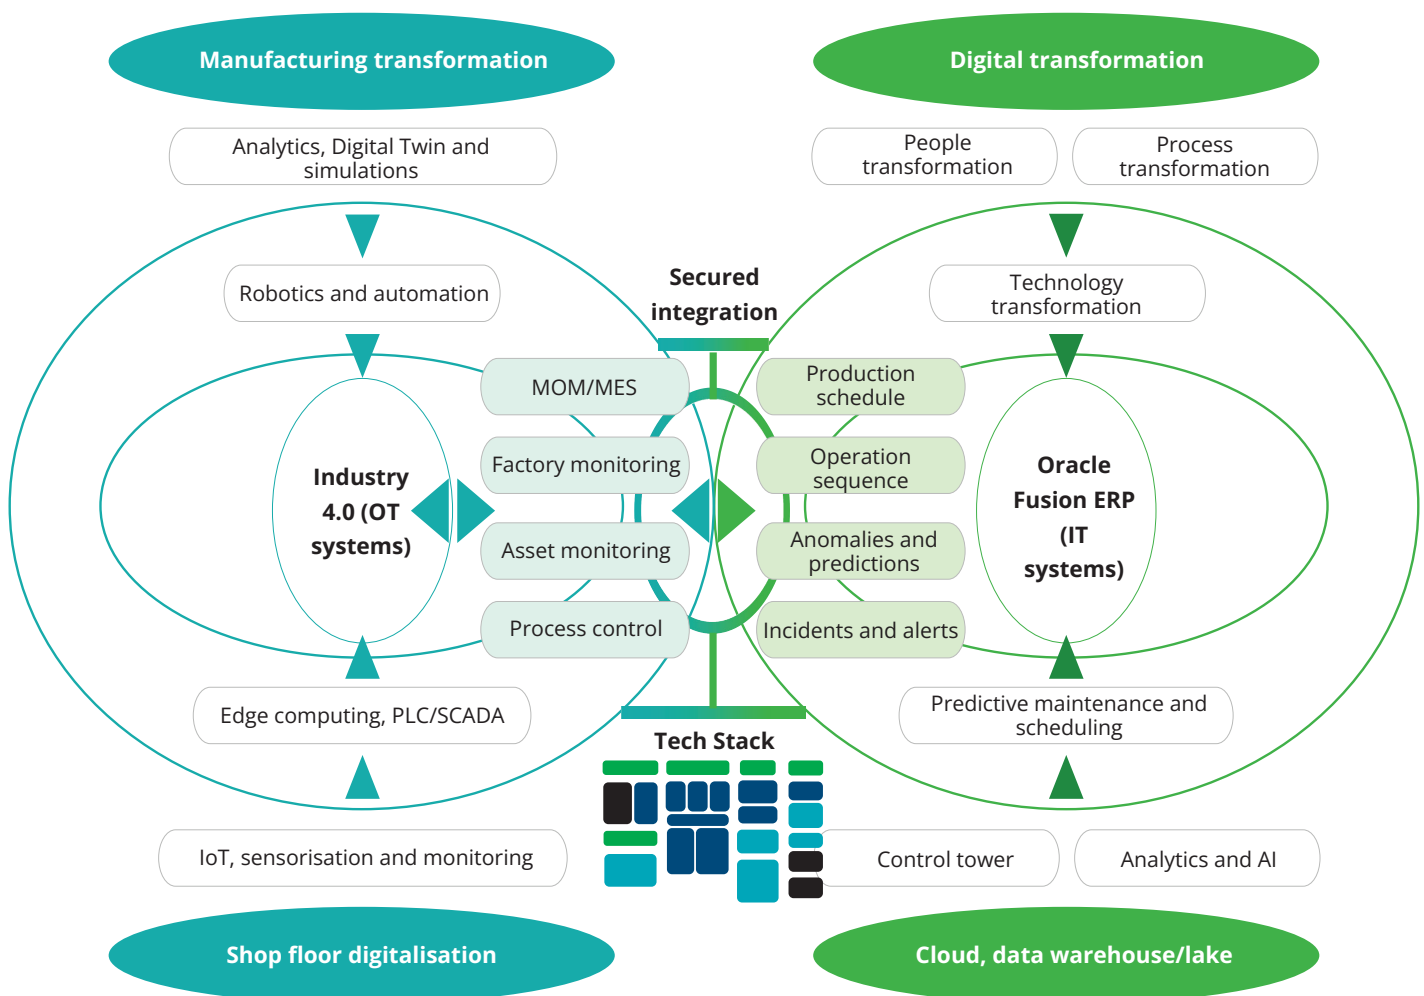 Manufacturing transformation
Digital transformation
Analytics, Digital Twin and
simulations
People
transformation
Process
transformation
Robotics and automation
Secured
integration
Technology
transformation
MOM/MES
Factory monitoring
Asset monitoring
Process control
Production
schedule
Operation
sequence
Anomalies and
predictions
Incidents and alerts
Industry
4.0 (OT
systems)
Oracle
Fusion ERP
(IT
systems)
Edge computing, PLC/SCADA
Tech Stack
Predictive maintenance and
scheduling
IoT, sensorisation and monitoring
Control tower
Analytics and AI
Shop floor digitalisation
Cloud, data warehouse/lake